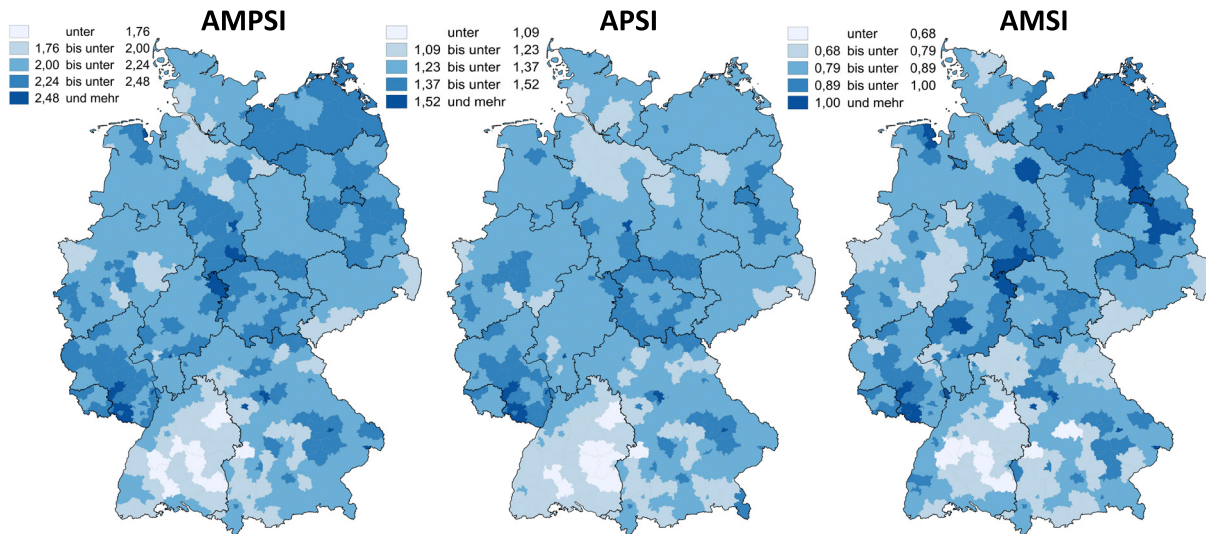 AMPSI
unter 1,76
1,76 bis unter 2,00
2,00 bis unter 2,24
2,24 bis unter 2,48
2,48 und mehr
APSI
unter 1,09
1,09 bis unter 1,23
1,23 bis unter 1,37
1,37 bis unter 1,52
1,52 und mehr
AMSI
unter 0,68
0,68 bis unter 0,79
0,79 bis unter 0,89
0,89 bis unter 1,00
1,00 und mehr